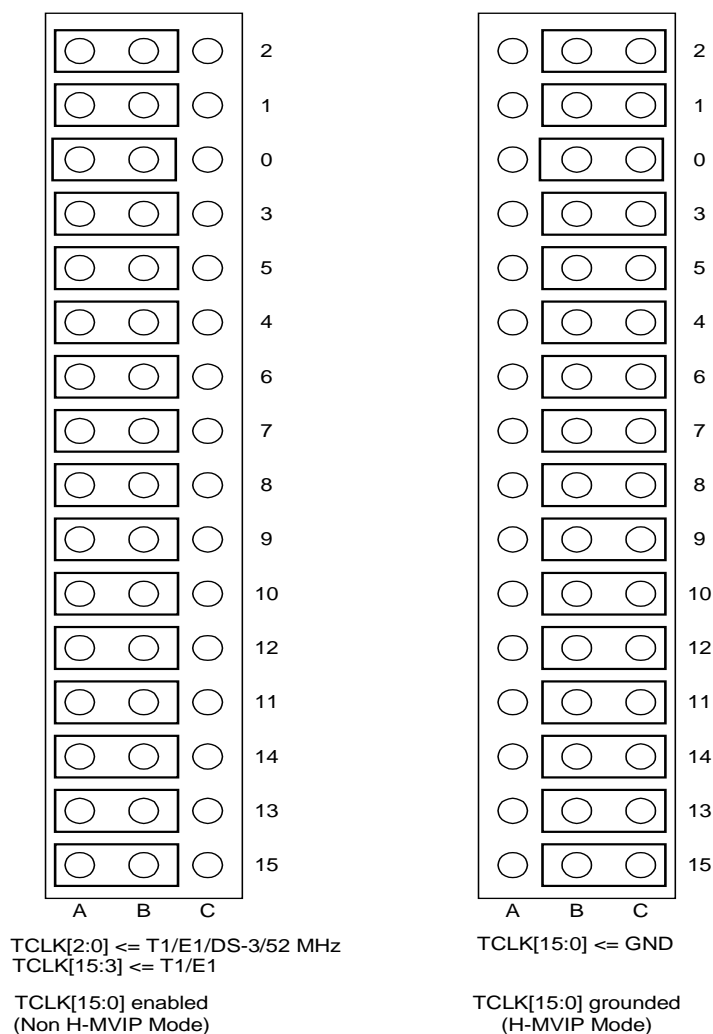 2 2
1 1
0 0
3 3
5 5
4 4
6 6
7 7
8 8
9 9
10 10
12 12
11 11
14 14
13 13
15 15
A B C A B C
TCLK[2:0] <= T1/E1/DS-3/52 MHz
TCLK[15:3] <= T1/E1
TCLK[15:0] enabled
(Non H-MVIP Mode)
TCLK[15:0] <= GND
TCLK[15:0] grounded
(H-MVIP Mode)